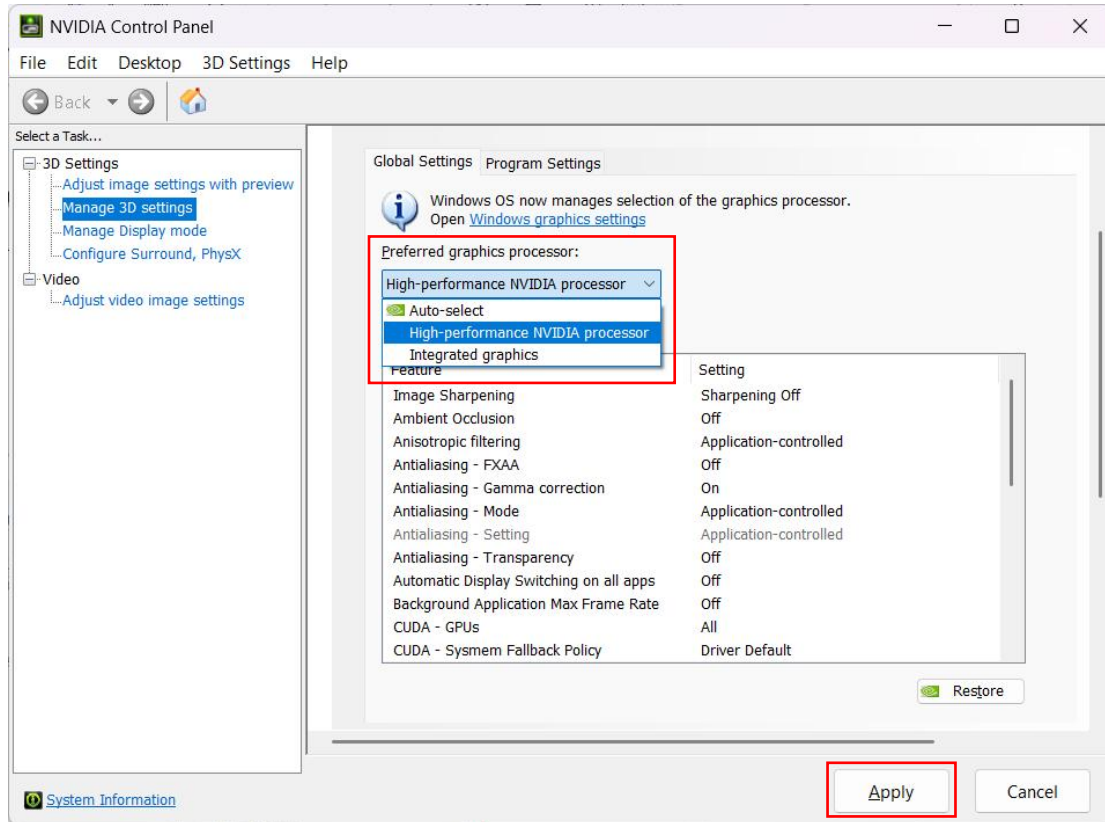 NVIDIA Control Panel
File Edit Desktop 3D Settings Help
Back
Select a Task...
3D Settings
Adjust image settings with preview
Manage 3D settings
Manage Display mode
Configure Surround, PhysX
Video
Adjust video image settings
Global Settings Program Settings
Windows OS now manages selection of the graphics processor.
Open Windows graphics settings
Preferred graphics processor:
High-performance NVIDIA processor
Auto-select
High-performance NVIDIA processor
Integrated graphics
Feature Setting
Image Sharpening Sharpening Off
Ambient Occlusion Off
Anisotropic filtering Application-controlled
Antialiasing - FXAA Off
Antialiasing - Gamma correction On
Antialiasing - Mode Application-controlled
Antialiasing - Setting Application-controlled
Antialiasing - Transparency Off
Automatic Display Switching on all apps Off
Background Application Max Frame Rate Off
CUDA - GPUs All
CUDA - Sysmem Fallback Policy Driver Default
Restore
System Information
Apply Cancel